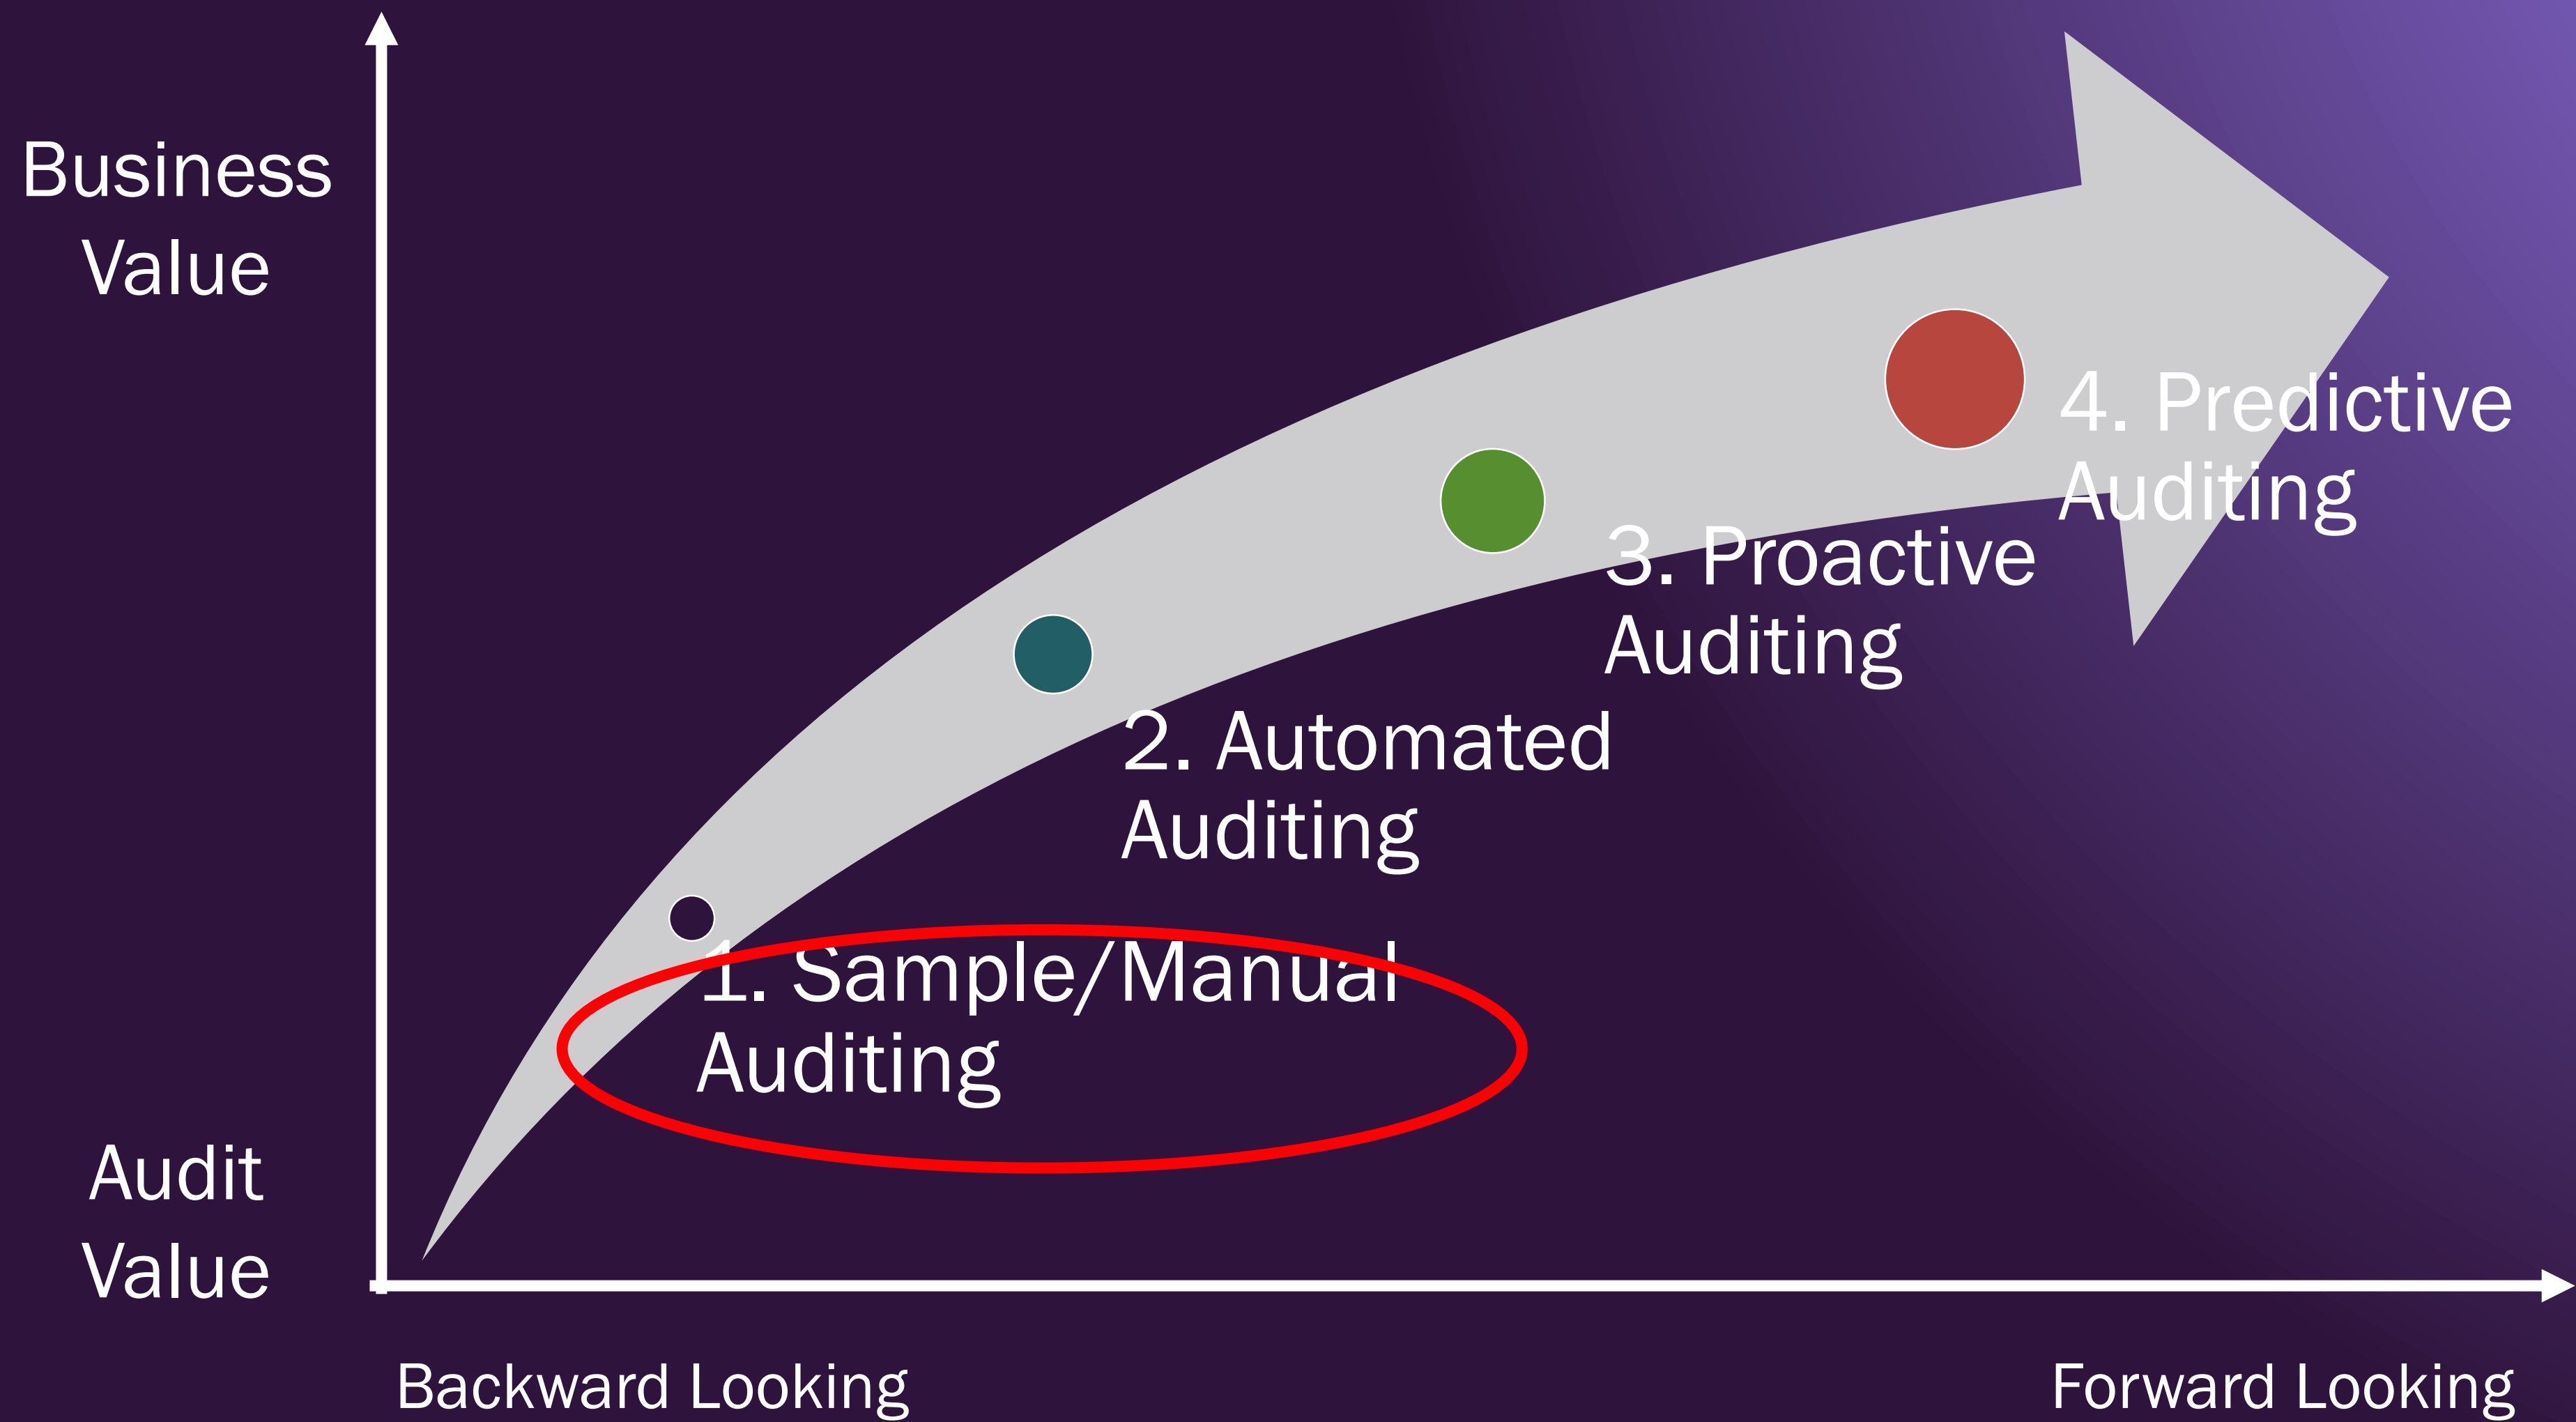 Business
Value
4. Predictive
Auditing
3. Proactive
Auditing
2. Automated
Auditing
1. Sample/Manual
Auditing
Audit
Value
Backward Looking
Forward Looking